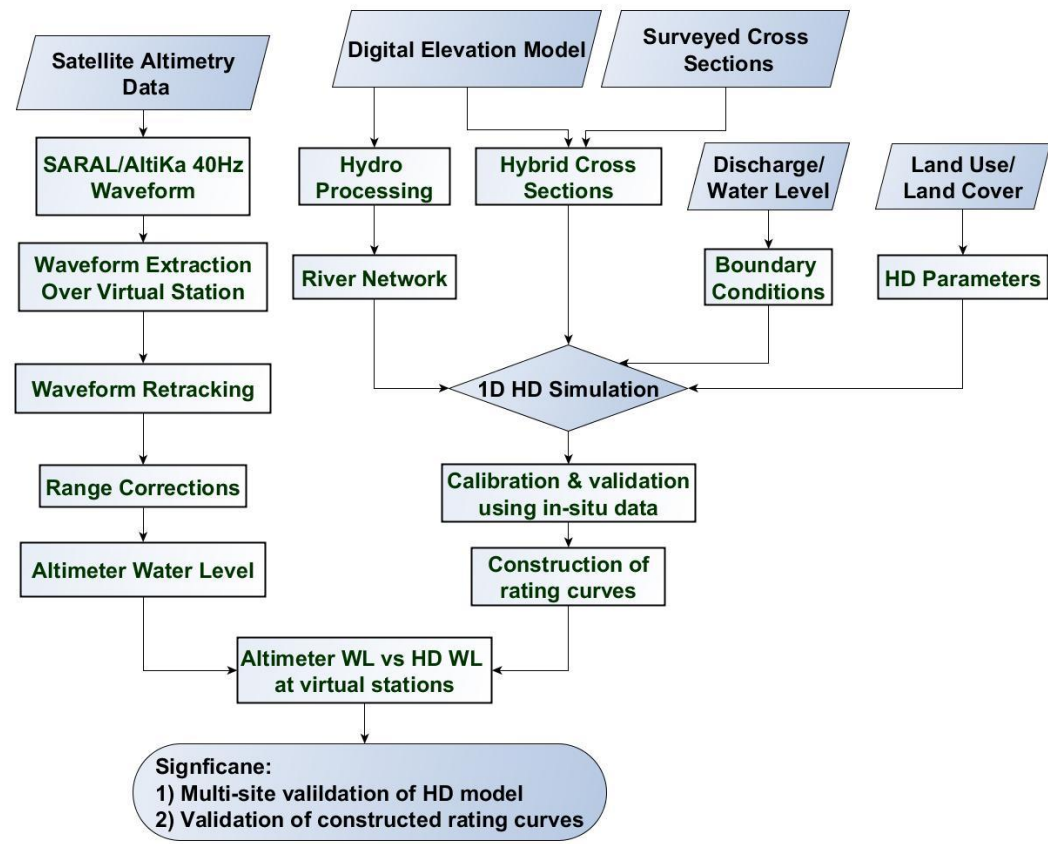 Satellite Altimetry
Data
Digital Elevation Model
Surveyed Cross
Sections
SARAL/AltiKa 40Hz
Waveform
Hydro
Processing
Hybrid Cross
Sections
Discharge/
Water Level
Land Use/
Land Cover
Waveform Extraction
Over Virtual Station
River Network
Boundary
Conditions
HD Parameters
Waveform Retracking
1D HD Simulation
Range Corrections
Calibration & validation
using in-situ data
Altimeter Water Level
Construction of
rating curves
Altimeter WL vs HD WL
at virtual stations
Signficane:
1) Multi-site valildation of HD model
2) Validation of constructed rating curves